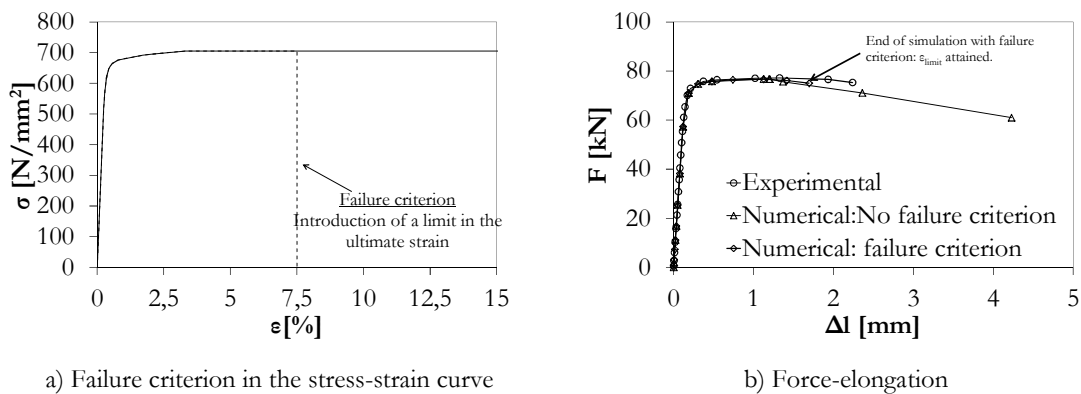 800
700
600
500
400
300
200
100
0
σ [N/mm²]
Failure criterion
Introduction of a limit in the
ultimate strain
0 2,5 5 7,5 10 12,5 15
ε[%]
a) Failure criterion in the stress-strain curve
100
80
60
40
20
0
F [kN]
End of simulation with failure
criterion: εlimit attained.
Experimental
Numerical:No failure criterion
Numerical: failure criterion
0 1 2 3 4 5
Δl [mm]
b) Force-elongation